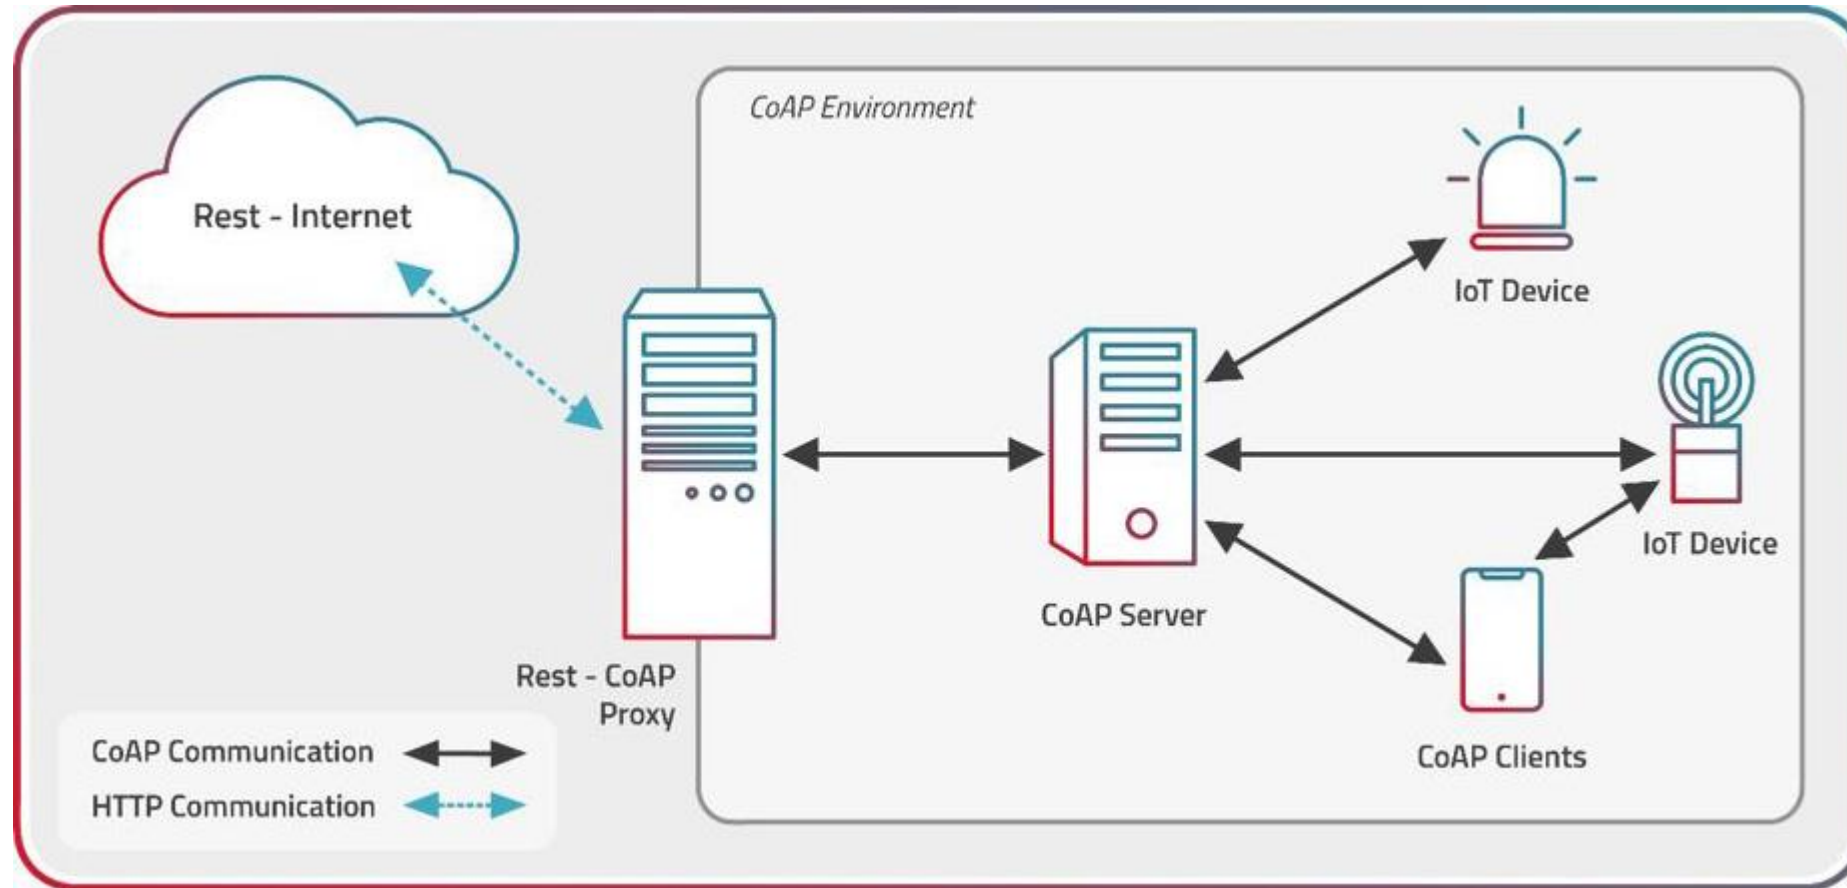 CoAP Environment
Rest - Internet
IoT Device
IoT Device
CoAP Server
Rest - CoAP
Proxy
CoAP Clients
CoAP Communication
HTTP Communication